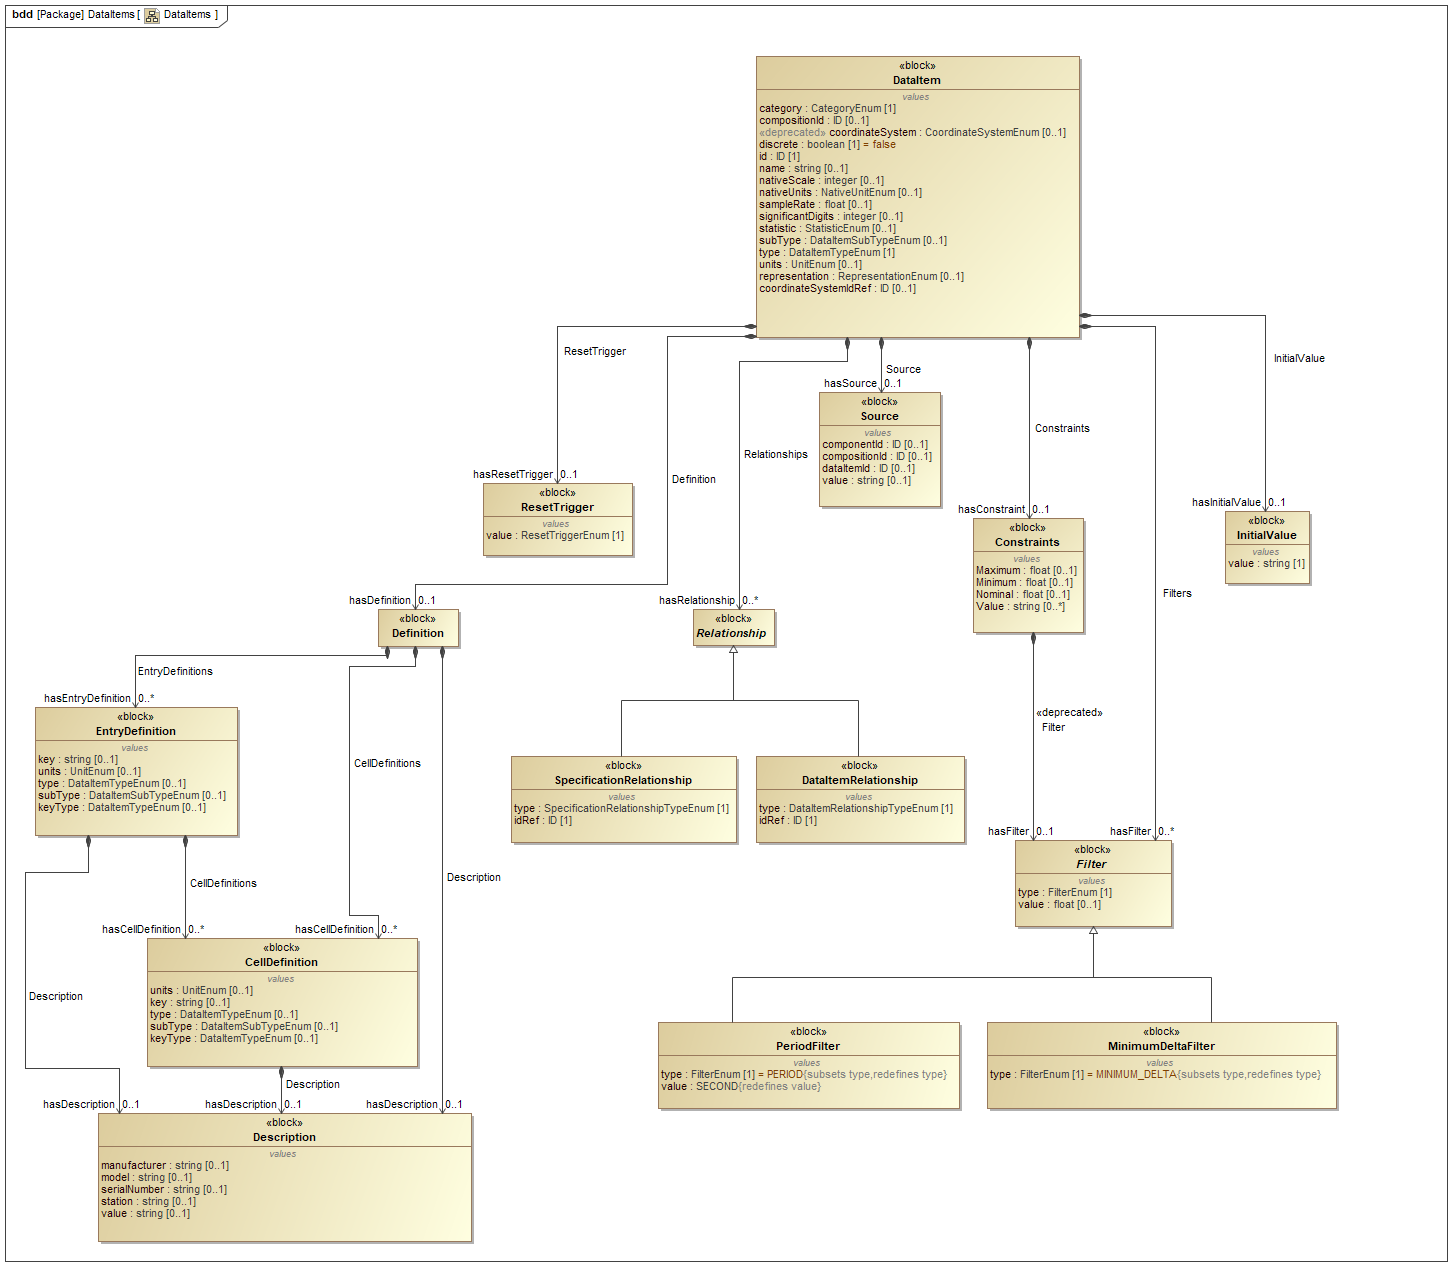 bdd [Package] DataItems [ DataItems ]
«block»
DataItem
values
category : CategoryEnum [1]
compositionId : ID [0..1]
«deprecated» coordinateSystem : CoordinateSystemEnum [0..1]
discrete : boolean [1] = false
id : ID [1]
name : string [0..1]
nativeScale : integer [0..1]
nativeUnits : NativeUnitEnum [0..1]
sampleRate : float [0..1]
significantDigits : integer [0..1]
statistic : StatisticEnum [0..1]
subType : DataItemSubTypeEnum [0..1]
type : DataItemTypeEnum [1]
units : UnitEnum [0..1]
representation : RepresentationEnum [0..1]
coordinateSystemIdRef : ID [0..1]
ResetTrigger
hasResetTrigger 0..1
«block»
ResetTrigger
values
value : ResetTriggerEnum [1]
Definition
hasDefinition 0..1
«block»
Definition
Relationships
hasRelationship 0..*
«block»
Relationship
Source
hasSource 0..1
«block»
Source
values
componentId : ID [0..1]
compositionId : ID [0..1]
dataItemId : ID [0..1]
value : string [0..1]
Constraints
hasConstraint 0..1
«block»
Constraints
values
Maximum : float [0..1]
Minimum : float [0..1]
Nominal : float [0..1]
Value : string [0..*]
InitialValue
hasInitialValue 0..1
«block»
InitialValue
values
value : string [1]
Filters
«deprecated»
Filter
hasFilter 0..1
hasFilter 0..*
«block»
Filter
values
type : FilterEnum [1]
value : float [0..1]
EntryDefinitions
hasEntryDefinition 0..*
«block»
EntryDefinition
values
key : string [0..1]
units : UnitEnum [0..1]
type : DataItemTypeEnum [0..1]
subType : DataItemSubTypeEnum [0..1]
keyType : DataItemTypeEnum [0..1]
CellDefinitions
«block»
SpecificationRelationship
values
type : SpecificationRelationshipTypeEnum [1]
idRef : ID [1]
«block»
DataItemRelationship
values
type : DataItemRelationshipTypeEnum [1]
idRef : ID [1]
CellDefinitions
Description
hasCellDefinition 0..*
hasCellDefinition 0..*
«block»
CellDefinition
values
units : UnitEnum [0..1]
key : string [0..1]
type : DataItemTypeEnum [0..1]
subType : DataItemSubTypeEnum [0..1]
keyType : DataItemTypeEnum [0..1]
Description
«block»
PeriodFilter
values
type : FilterEnum [1] = PERIOD{subsets type,redefines type}
value : SECOND{redefines value}
«block»
MinimumDeltaFilter
values
type : FilterEnum [1] = MINIMUM_DELTA{subsets type,redefines type}
Description
hasDescription 0..1
hasDescription 0..1
hasDescription 0..1
«block»
Description
values
manufacturer : string [0..1]
model : string [0..1]
serialNumber : string [0..1]
station : string [0..1]
value : string [0..1]